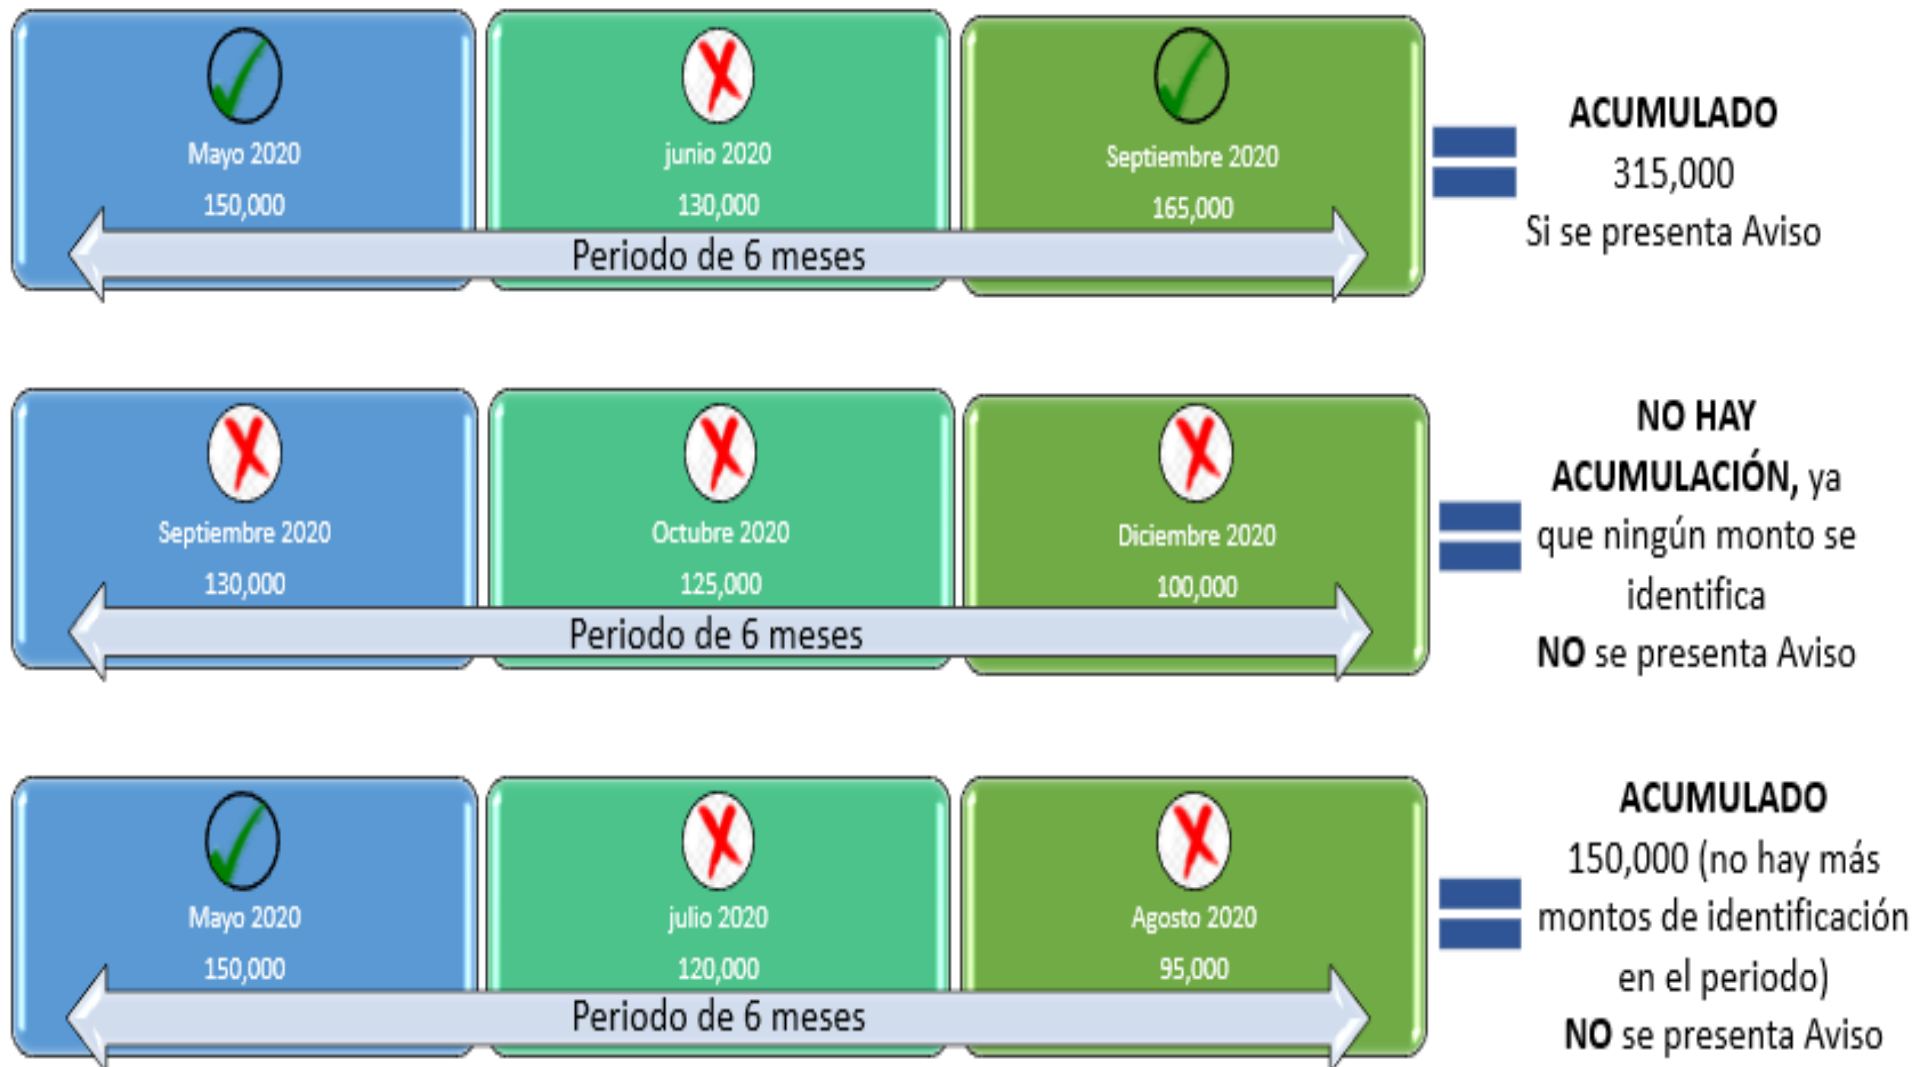 Mayo 2020
150,000
junio 2020
130,000
Septiembre 2020
165,000
Periodo de 6 meses
ACUMULADO
315,000
Si se presenta Aviso
Septiembre 2020
130,000
Octubre 2020
125,000
Diciembre 2020
100,000
Periodo de 6 meses
NO HAY
ACUMULACIÓN, ya
que ningún monto se
identifica
NO se presenta Aviso
Mayo 2020
150,000
julio 2020
120,000
Agosto 2020
95,000
Periodo de 6 meses
ACUMULADO
150,000 (no hay más
montos de identificación
en el periodo)
NO se presenta Aviso